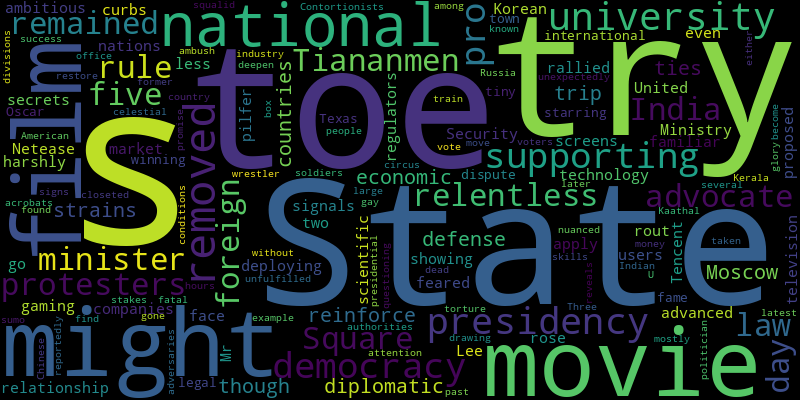 ambitious
curbs
squalid
Contortionists
among
Korean
town
known
even
remained
national
pro
university
international
divisions
success
nations
office
restore
film
less
ambush
industry
deepen
Tiananmen
rule
five
secrets
Oscar
Netease
harshly
former
celestial
pilfer
box
country
market
promise
American
winning
signs
closeted
strains
acrobats
found
s
toe
try
countries
Texas
people
train
regulators
Security
vote
move
voters
Russia
unexpectedly
either
rallied
ties
trip
United
tiny
India
starring
Ministry
screens
familiar
become
glory
proposed
supporting
technology
dispute
economic
circus
wrestler
soldiers
large
gay
later
several
Kerala
removed
foreign
conditions
State
relentless
advocate
signals
two
defense
nuanced
Kaathal
money
Indian
skills
apply
rout
users
Tencent
Moscow
television
taken
minister
go
deploying
without
unfulfilled
scientific
presidential
questioning
showing
feared
dead
torture
reveals
Three
U
fame
advanced
latest
mostly
protesters
gaming
companies
hours
stakes
fatal
gone
face
reinforce
example
authorities
presidency
law
day
might
sumo
Chinese
reportedly
find
adversaries
legal
Mr
Square
though
democracy
attention
drawing
Lee
rose
politician
movie
relationship
diplomatic
past